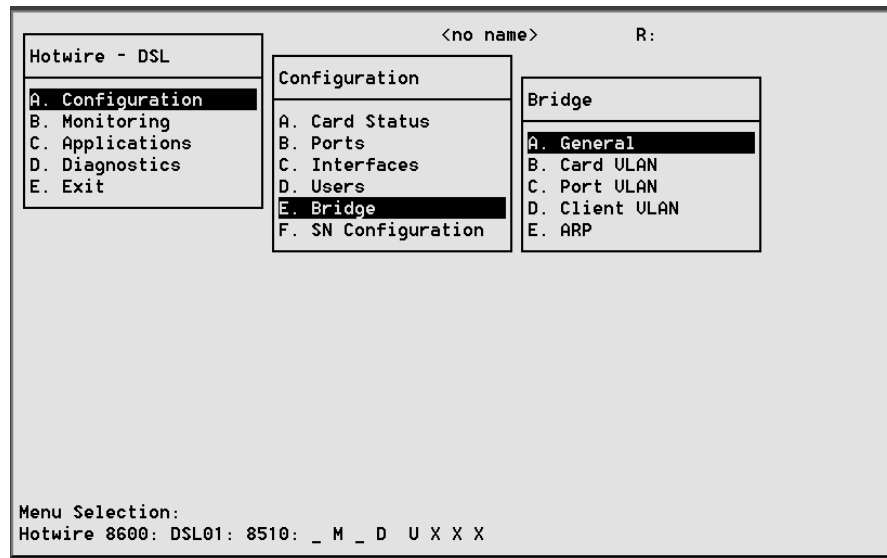 <no name> R:
Hotwire - DSL
A. Configuration
B. Monitoring
C. Applications
D. Diagnostics
E. Exit
Configuration
A. Card Status
B. Ports
C. Interfaces
D. Users
E. Bridge
F. SN Configuration
Bridge
A. General
B. Card VLAN
C. Port VLAN
D. Client VLAN
E. ARP
Menu Selection:
Hotwire 8600: DSL01: 8510: _ M _ D U X X X